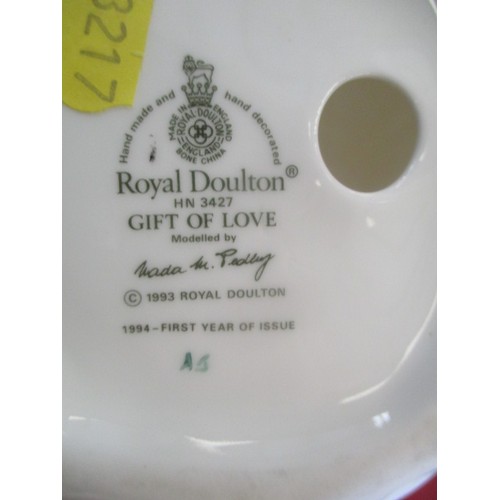 3217
Hand made and hand decorated
MADE IN ENGLAND
ROYAL DOULTON
ENGLAND
BONE CHINA
Royal Doulton®
HN 3427
GIFT OF LOVE
Modelled by
Nada M. Pedley
© 1993 ROYAL DOULTON
1994-FIRST YEAR OF ISSUE
AS